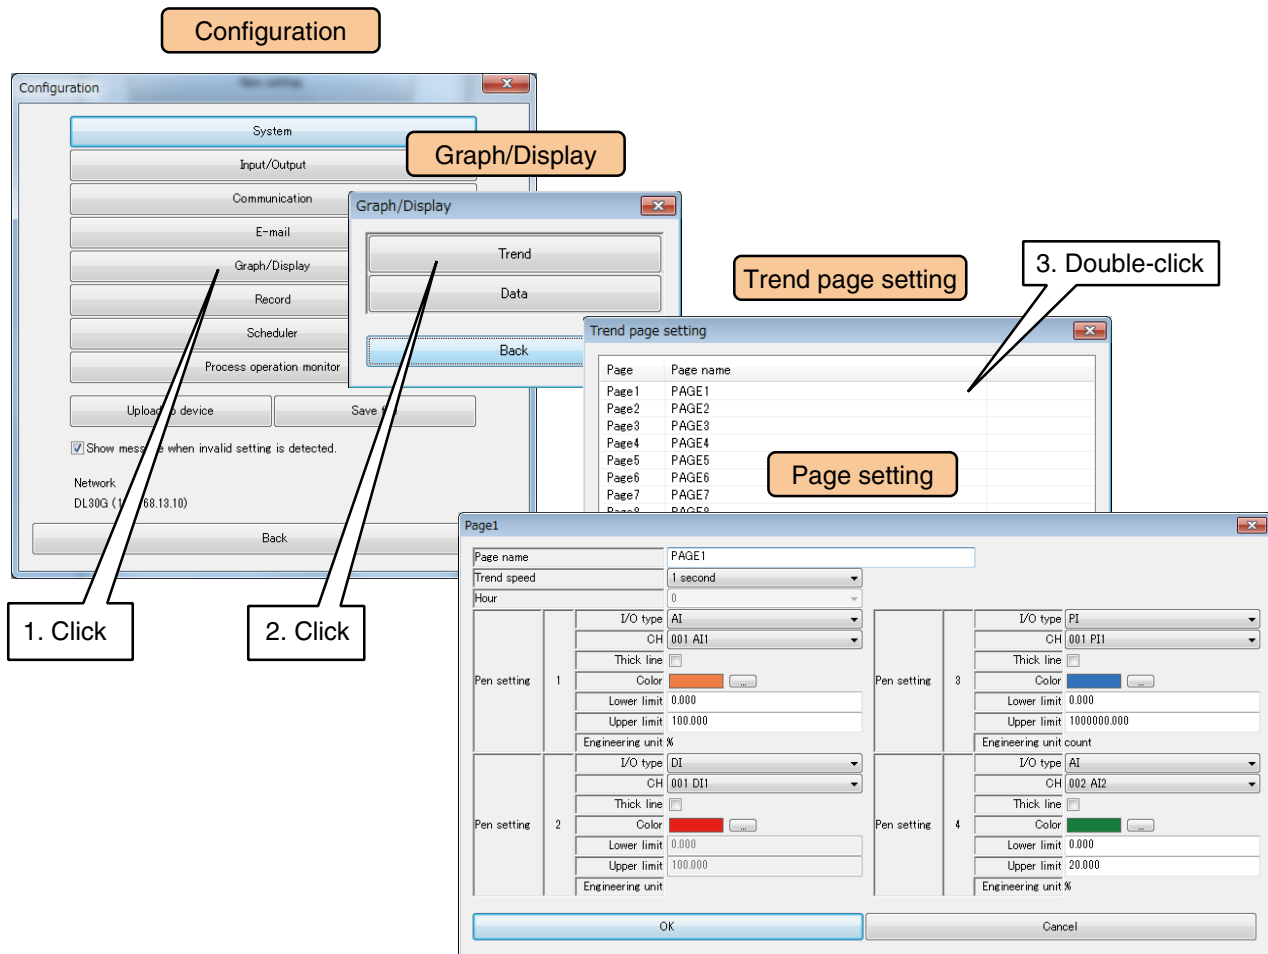 Configuration
Configuration
System
Input/Output
Communication
E-mail
Graph/Display
Record
Scheduler
Process operation monitor
device
Show when invalid setting is detected.
Network
DL30G ( 68.13.10)
Back
1. Click
Graph/Display
Graph/Display
Trend
Data
Back
2. Click
Trend page setting
3. Double-click
Trend page setting
Page Page name
Page1 PAGE1
Page2 PAGE2
Page3 PAGE3
Page4 PAGE4
Page5 PAGE5
Page6 PAGE6
Page7 PAGE7
Page8 PAGE8
Page setting
Page1
Page name PAGE1
Trend speed 1 second
Hour 0
Pen setting 1
I/O type AI
CH 001 AI1
Thick line
Color ...
Lower limit 0.000
Upper limit 100.000
Engineering unit %
Pen setting 3
I/O type PI
CH 001 PI1
Thick line
Color ...
Lower limit 0.000
Upper limit 1000000.000
Engineering unit count
Pen setting 2
I/O type DI
CH 001 DI1
Thick line
Color ...
Lower limit 0.000
Upper limit 100.000
Engineering unit
Pen setting 4
I/O type AI
CH 002 AI2
Thick line
Color ...
Lower limit 0.000
Upper limit 20.000
Engineering unit %
OK
Cancel